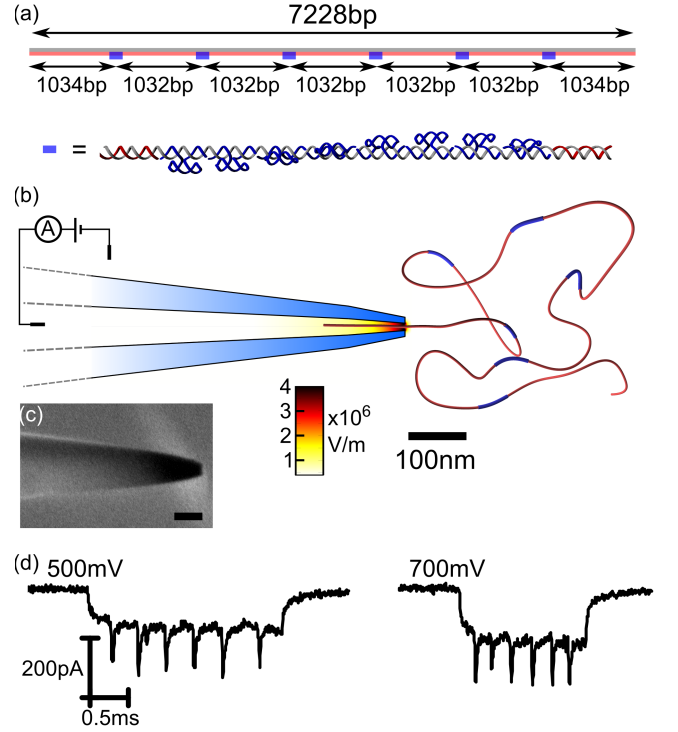 (a)
7228bp
1034bp 1032bp 1032bp 1032bp 1032bp 1032bp 1034bp
=
(b)
A
4
3
2
1
x10⁶
V/m
100nm
(c)
(d)
500mV
700mV
200pA
0.5ms